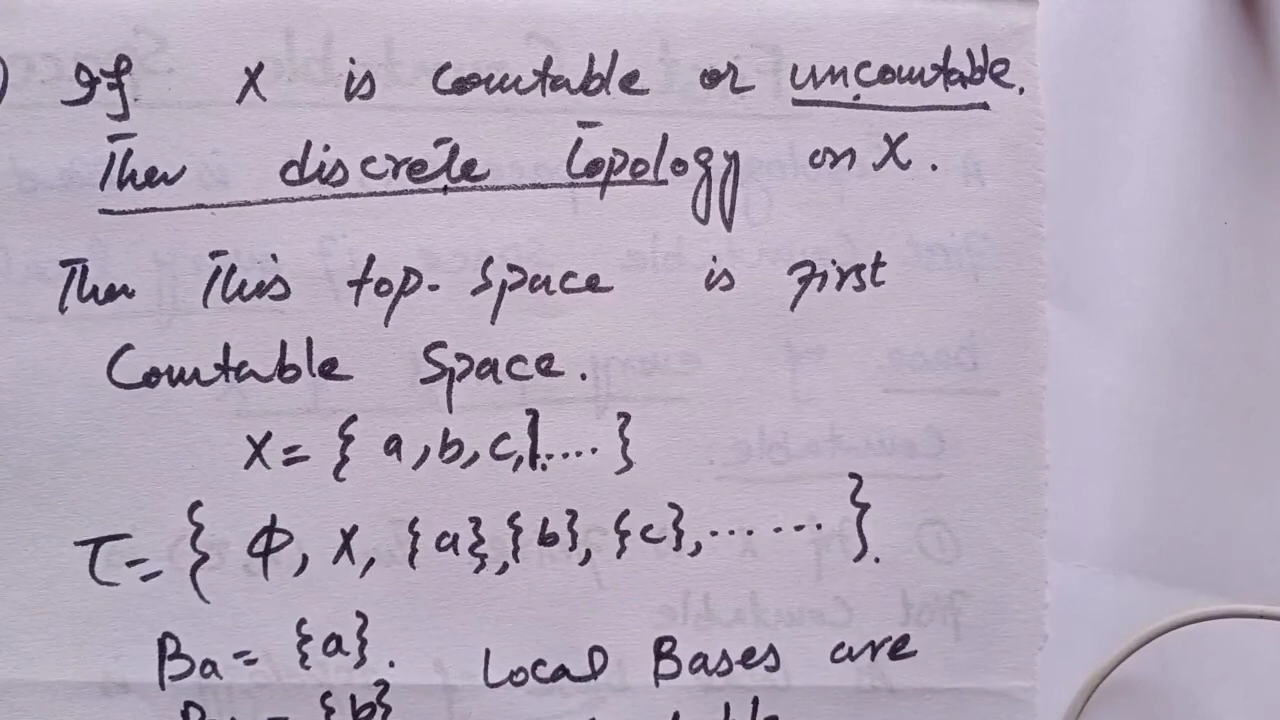 ) If X is countable or uncountable.
Then discrete Topology on X.
Then This top. Space is First
Countable Space.
X = { a, b, c, .... }
τ = { ϕ, X, {a}, {b}, {c}, ...... }.
Ba = {a}. Local Bases are
= {b}